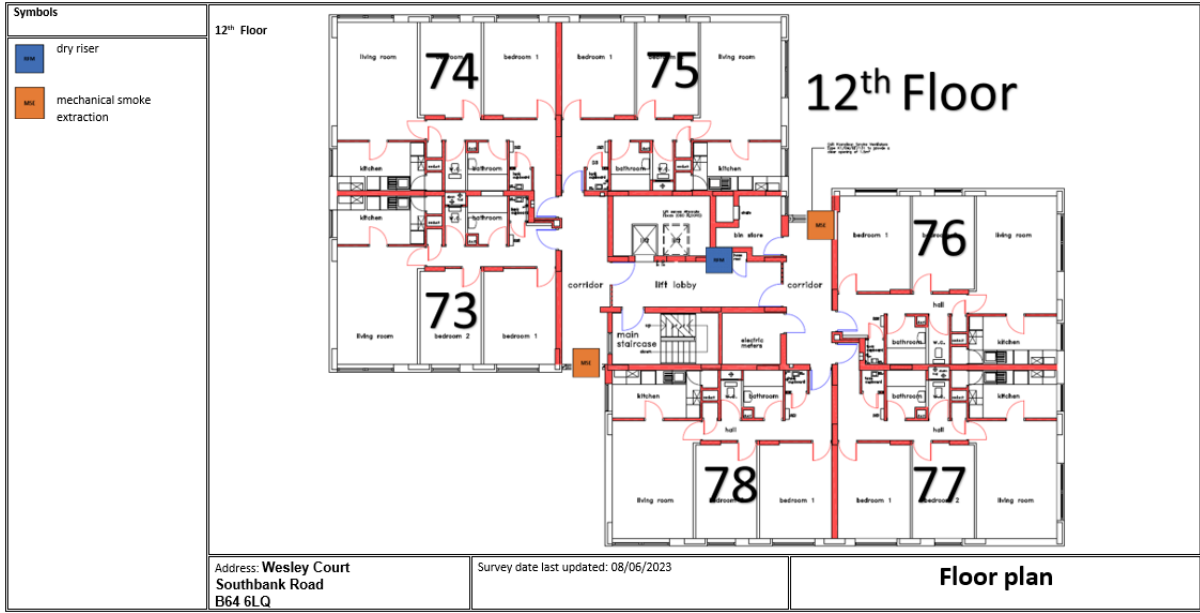 Symbols
DRM
dry riser
MSE
mechanical smoke
extraction
12th Floor
12th Floor
living room
bedroom 1
bedroom 1
living room
74
75
kitchen
w.c.
bathroom
bathroom
w.c.
kitchen
kitchen
w.c.
bathroom
bin store
MSE
bedroom 1
76
living room
corridor
lift lobby
corridor
73
living room
bedroom 2
bedroom 1
main
staircase
up
down
electric
meters
hall
bathroom
w.c.
kitchen
MSE
kitchen
w.c.
bathroom
bathroom
w.c.
kitchen
hall
hall
78
77
living room
bedroom 1
bedroom 1
bedroom 2
living room
Address: Wesley Court
Southbank Road
B64 6LQ
Survey date last updated: 08/06/2023
Floor plan